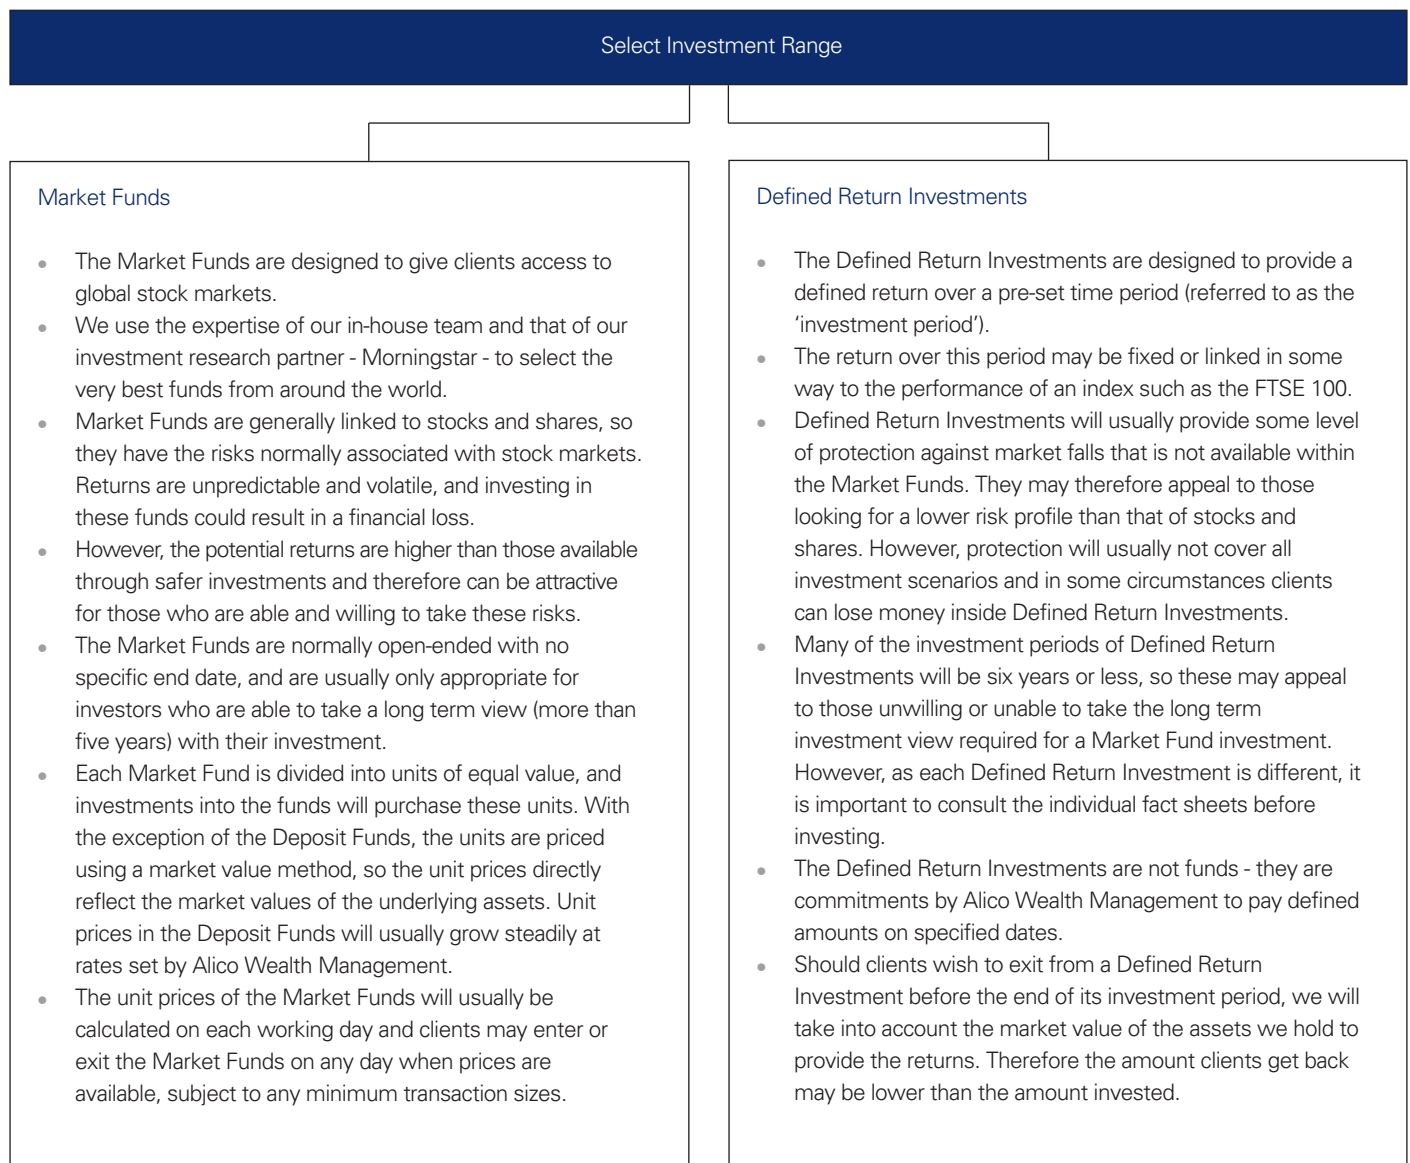 Select Investment Range
Market Funds
• The Market Funds are designed to give clients access to
global stock markets.
• We use the expertise of our in-house team and that of our
investment research partner - Morningstar - to select the
very best funds from around the world.
• Market Funds are generally linked to stocks and shares, so
they have the risks normally associated with stock markets.
Returns are unpredictable and volatile, and investing in
these funds could result in a financial loss.
• However, the potential returns are higher than those available
through safer investments and therefore can be attractive
for those who are able and willing to take these risks.
• The Market Funds are normally open-ended with no
specific end date, and are usually only appropriate for
investors who are able to take a long term view (more than
five years) with their investment.
• Each Market Fund is divided into units of equal value, and
investments into the funds will purchase these units. With
the exception of the Deposit Funds, the units are priced
using a market value method, so the unit prices directly
reflect the market values of the underlying assets. Unit
prices in the Deposit Funds will usually grow steadily at
rates set by Alico Wealth Management.
• The unit prices of the Market Funds will usually be
calculated on each working day and clients may enter or
exit the Market Funds on any day when prices are
available, subject to any minimum transaction sizes.
Defined Return Investments
• The Defined Return Investments are designed to provide a
defined return over a pre-set time period (referred to as the
‘investment period’).
• The return over this period may be fixed or linked in some
way to the performance of an index such as the FTSE 100.
• Defined Return Investments will usually provide some level
of protection against market falls that is not available within
the Market Funds. They may therefore appeal to those
looking for a lower risk profile than that of stocks and
shares. However, protection will usually not cover all
investment scenarios and in some circumstances clients
can lose money inside Defined Return Investments.
• Many of the investment periods of Defined Return
Investments will be six years or less, so these may appeal
to those unwilling or unable to take the long term
investment view required for a Market Fund investment.
However, as each Defined Return Investment is different, it
is important to consult the individual fact sheets before
investing.
• The Defined Return Investments are not funds - they are
commitments by Alico Wealth Management to pay defined
amounts on specified dates.
• Should clients wish to exit from a Defined Return
Investment before the end of its investment period, we will
take into account the market value of the assets we hold to
provide the returns. Therefore the amount clients get back
may be lower than the amount invested.